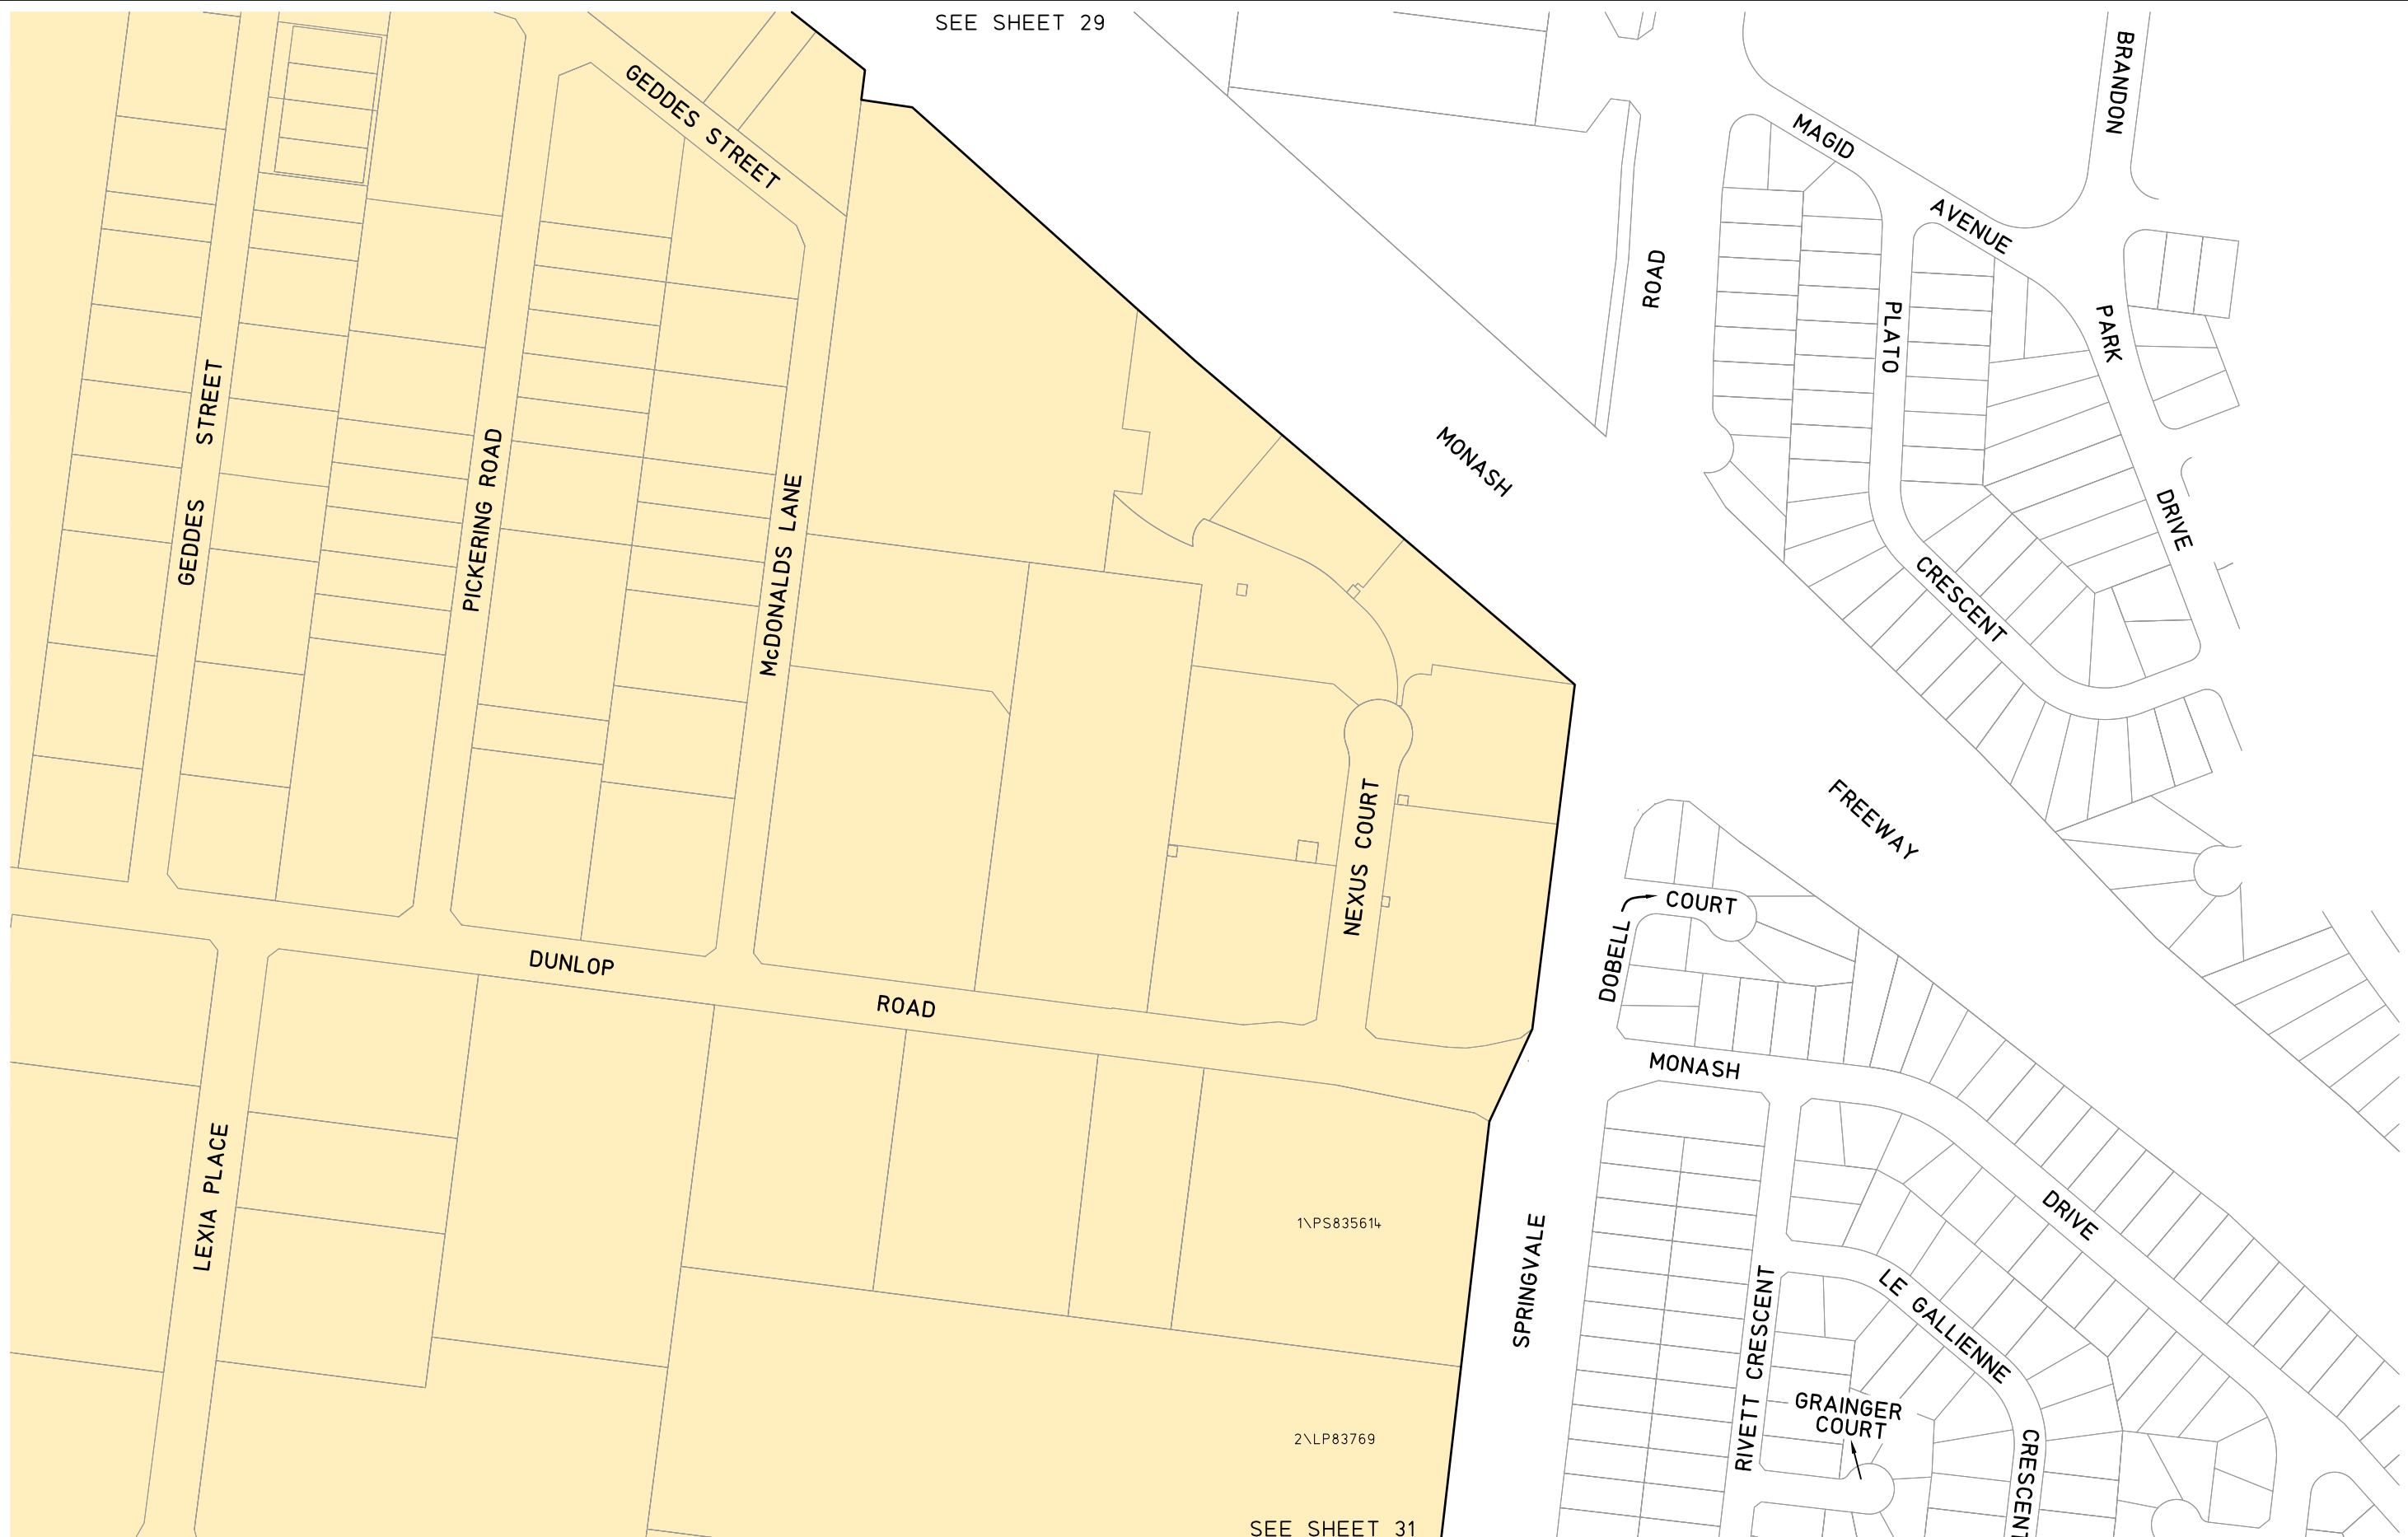 SEE SHEET 29
BRANDON
GEDDES STREET
MAGID
AVENUE
ROAD
PLATO
PARK
GEDDES STREET
PICKERING ROAD
McDONALDS LANE
MONASH
DRIVE
CRESCENT
FREEWAY
NEXUS COURT
COURT
DOBELL
DUNLOP
ROAD
MONASH
LEXIA PLACE
1\PS835614
SPRINGVALE
DRIVE
RIVETT CRESCENT
LE GALLIENNE
GRAINGER
COURT
CRESCENT
2\LP83769
SEE SHEET 31